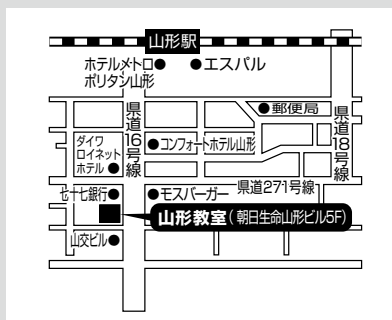 山形駅
ホテルメトロ
ポリタン山形
エスパル
県道16号線
郵便局
県道18号線
ダイワ
ロイネット
ホテル
コンフォートホテル山形
県道271号線
七十七銀行
モスバーガー
山形教室(朝日生命山形ビル5F)
山交ビル